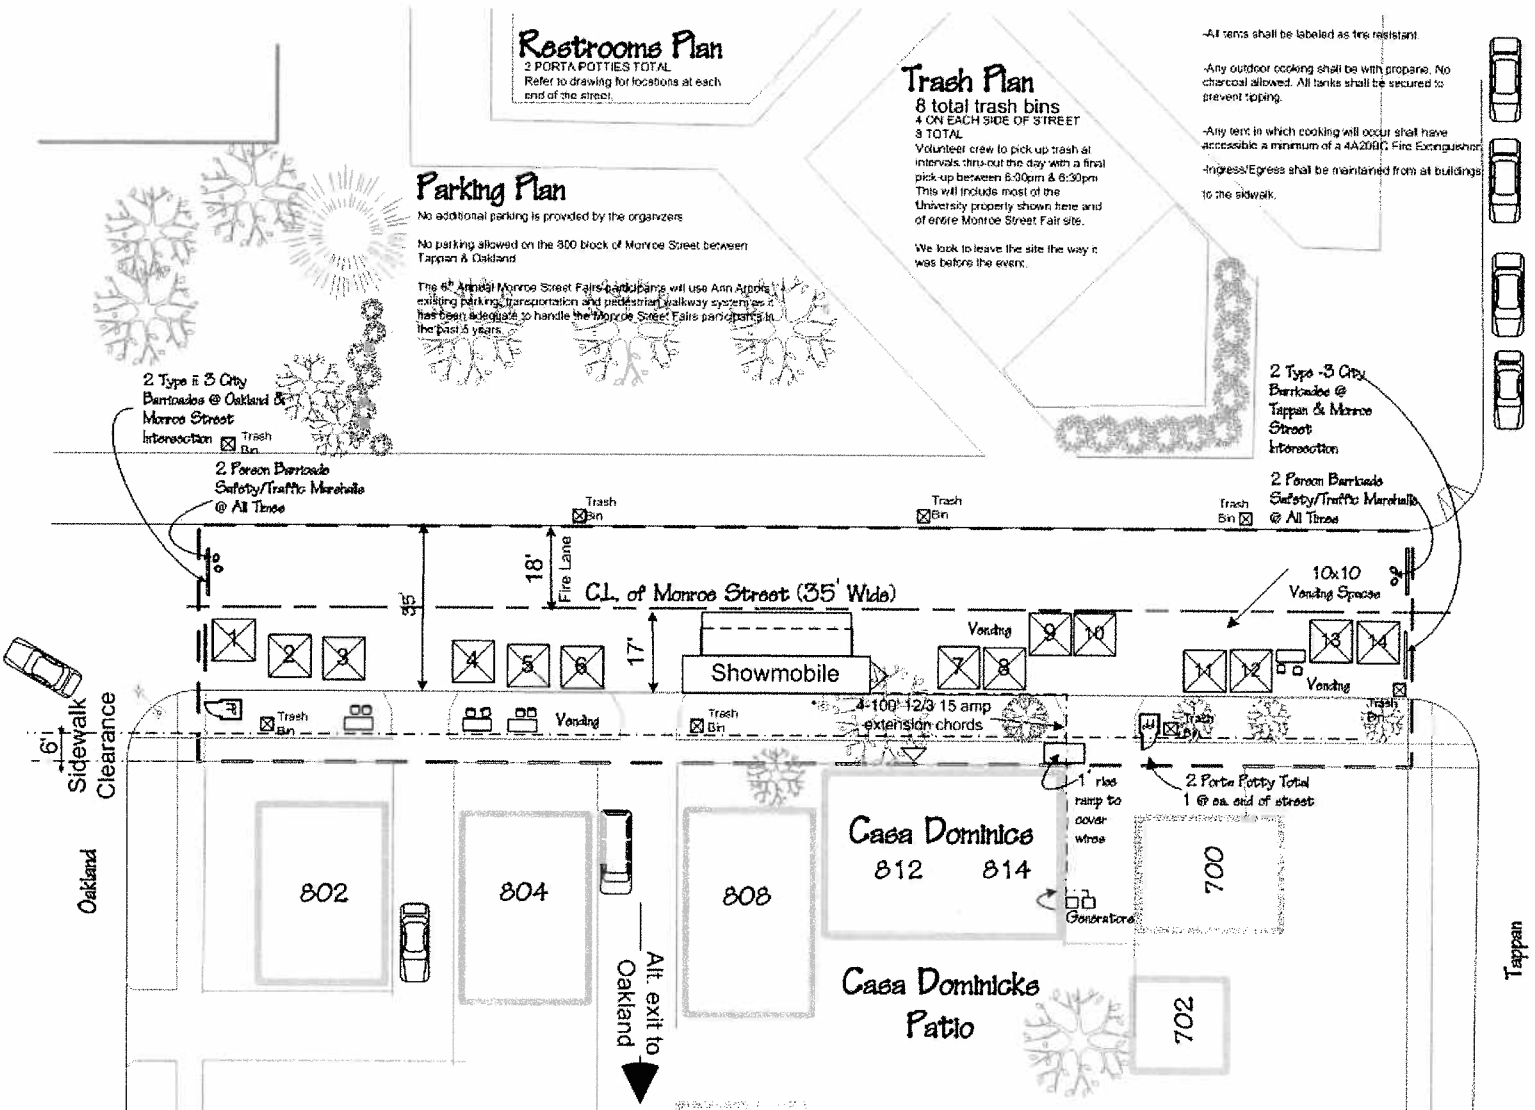 Restrooms Plan
2 PORTA POTTIES TOTAL
Refer to drawing for locations at each
end of the street.
Trash Plan
8 total trash bins
4 ON EACH SIDE OF STREET
8 TOTAL
Volunteer crew to pick up trash at
intervals thru-out the day with a final
pick-up between 6:00pm & 6:30pm
This will include most of the
University property shown here and
of entire Monroe Street Fair site.
We look to leave the site the way it
was before the event.
-All tents shall be labeled as fire resistant.
-Any outdoor cooking shall be with propane. No
charcoal allowed. All tanks shall be secured to
prevent tipping.
-Any tent in which cooking will occur shall have
accessible a minimum of a 4A20BC Fire Extinguisher
-Ingress/Egress shall be maintained from all buildings
to the sidwalk.
Parking Plan
No additional parking is provided by the organizers
No parking allowed on the 800 block of Monroe Street between
Tappan & Oakland
The 6th Annual Monroe Street Fairs participants will use Ann Arbors
existing parking, transportation and pedestrian walkway system as it
has been adequate to handle the Monroe Street Fairs participants in
the past 5 years.
2 Type 3 City
Barricades @ Oakland &
Monroe Street
Intersection
Trash
Bin
2 Person Barricade
Safety/Traffic Marshalls
@ All Times
2 Type -3 City
Barricades @
Tappan & Monroe
Street
Intersection
2 Person Barricade
Safety/Traffic Marshalls
@ All Times
Trash
Bin
Trash
Bin
Trash
Bin
35'
18'
Fire Lane
C.L. of Monroe Street (35' Wide)
10x10
Vending Spaces
1
2
3
4
5
6
17'
Showmobile
Vending
7
8
9
10
11
12
13
14
Vending
6'
Sidewalk
Clearance
Trash
Bin
Vending
Trash
Bin
4-100' 12/3 15 amp
extension chords
Trash
Bin
Trash
Bin
1' rise
ramp to
cover
wires
2 Porta Potty Total
1 @ ea. end of street
Oakland
802
804
808
Casa Dominics
812 814
Generators
700
Alt. exit to
Oakland
Casa Dominicks
Patio
702
Tappan